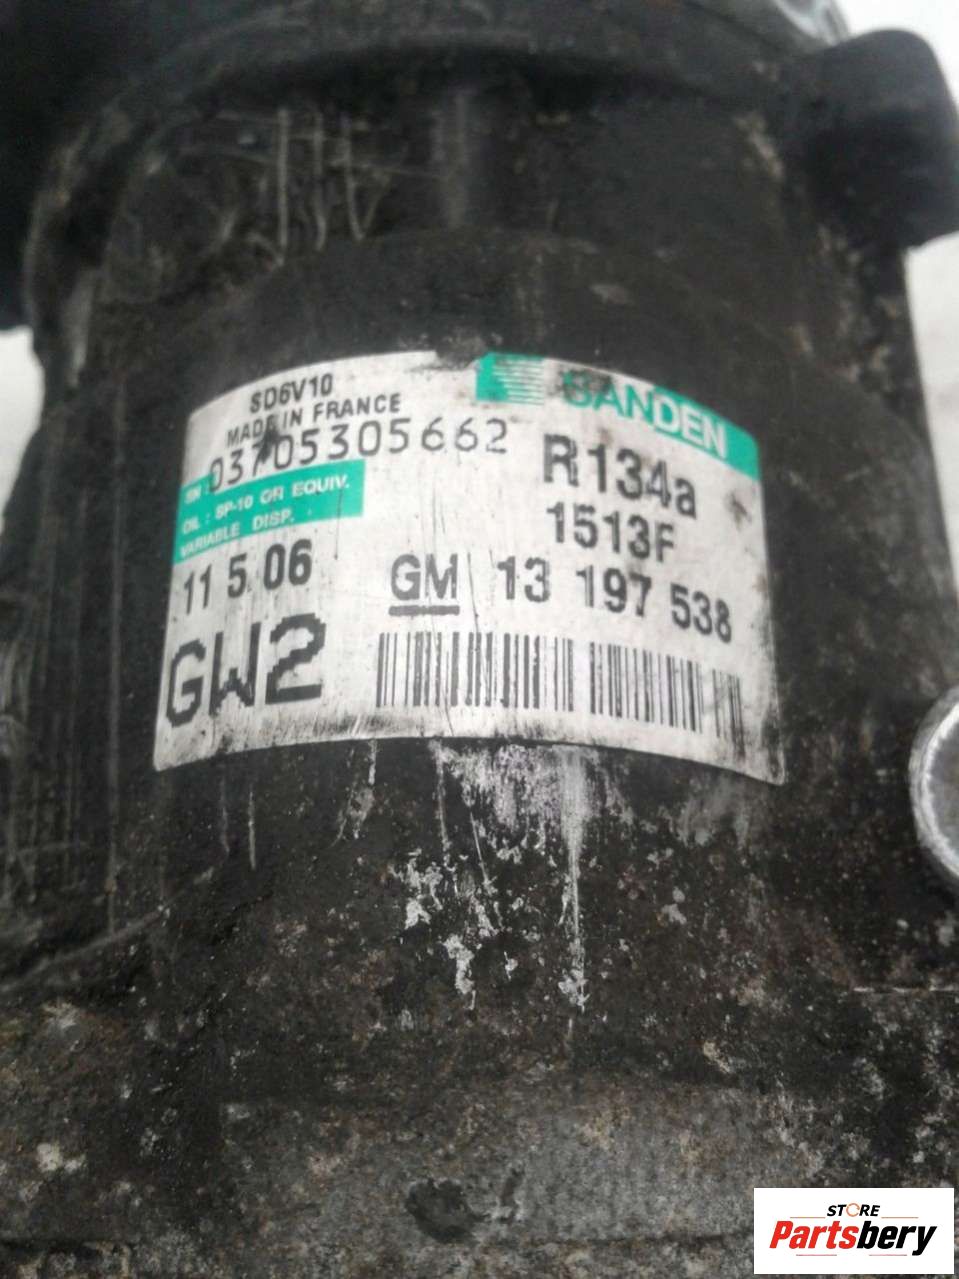 SD6V10
MADE IN FRANCE
SN : 03705305662
OIL : SP-10 OR EQUIV.
VARIABLE DISP.
11 5 06
GW2
SANDEN
R134a
1513F
GM 13 197 538
STORE
Partsbery